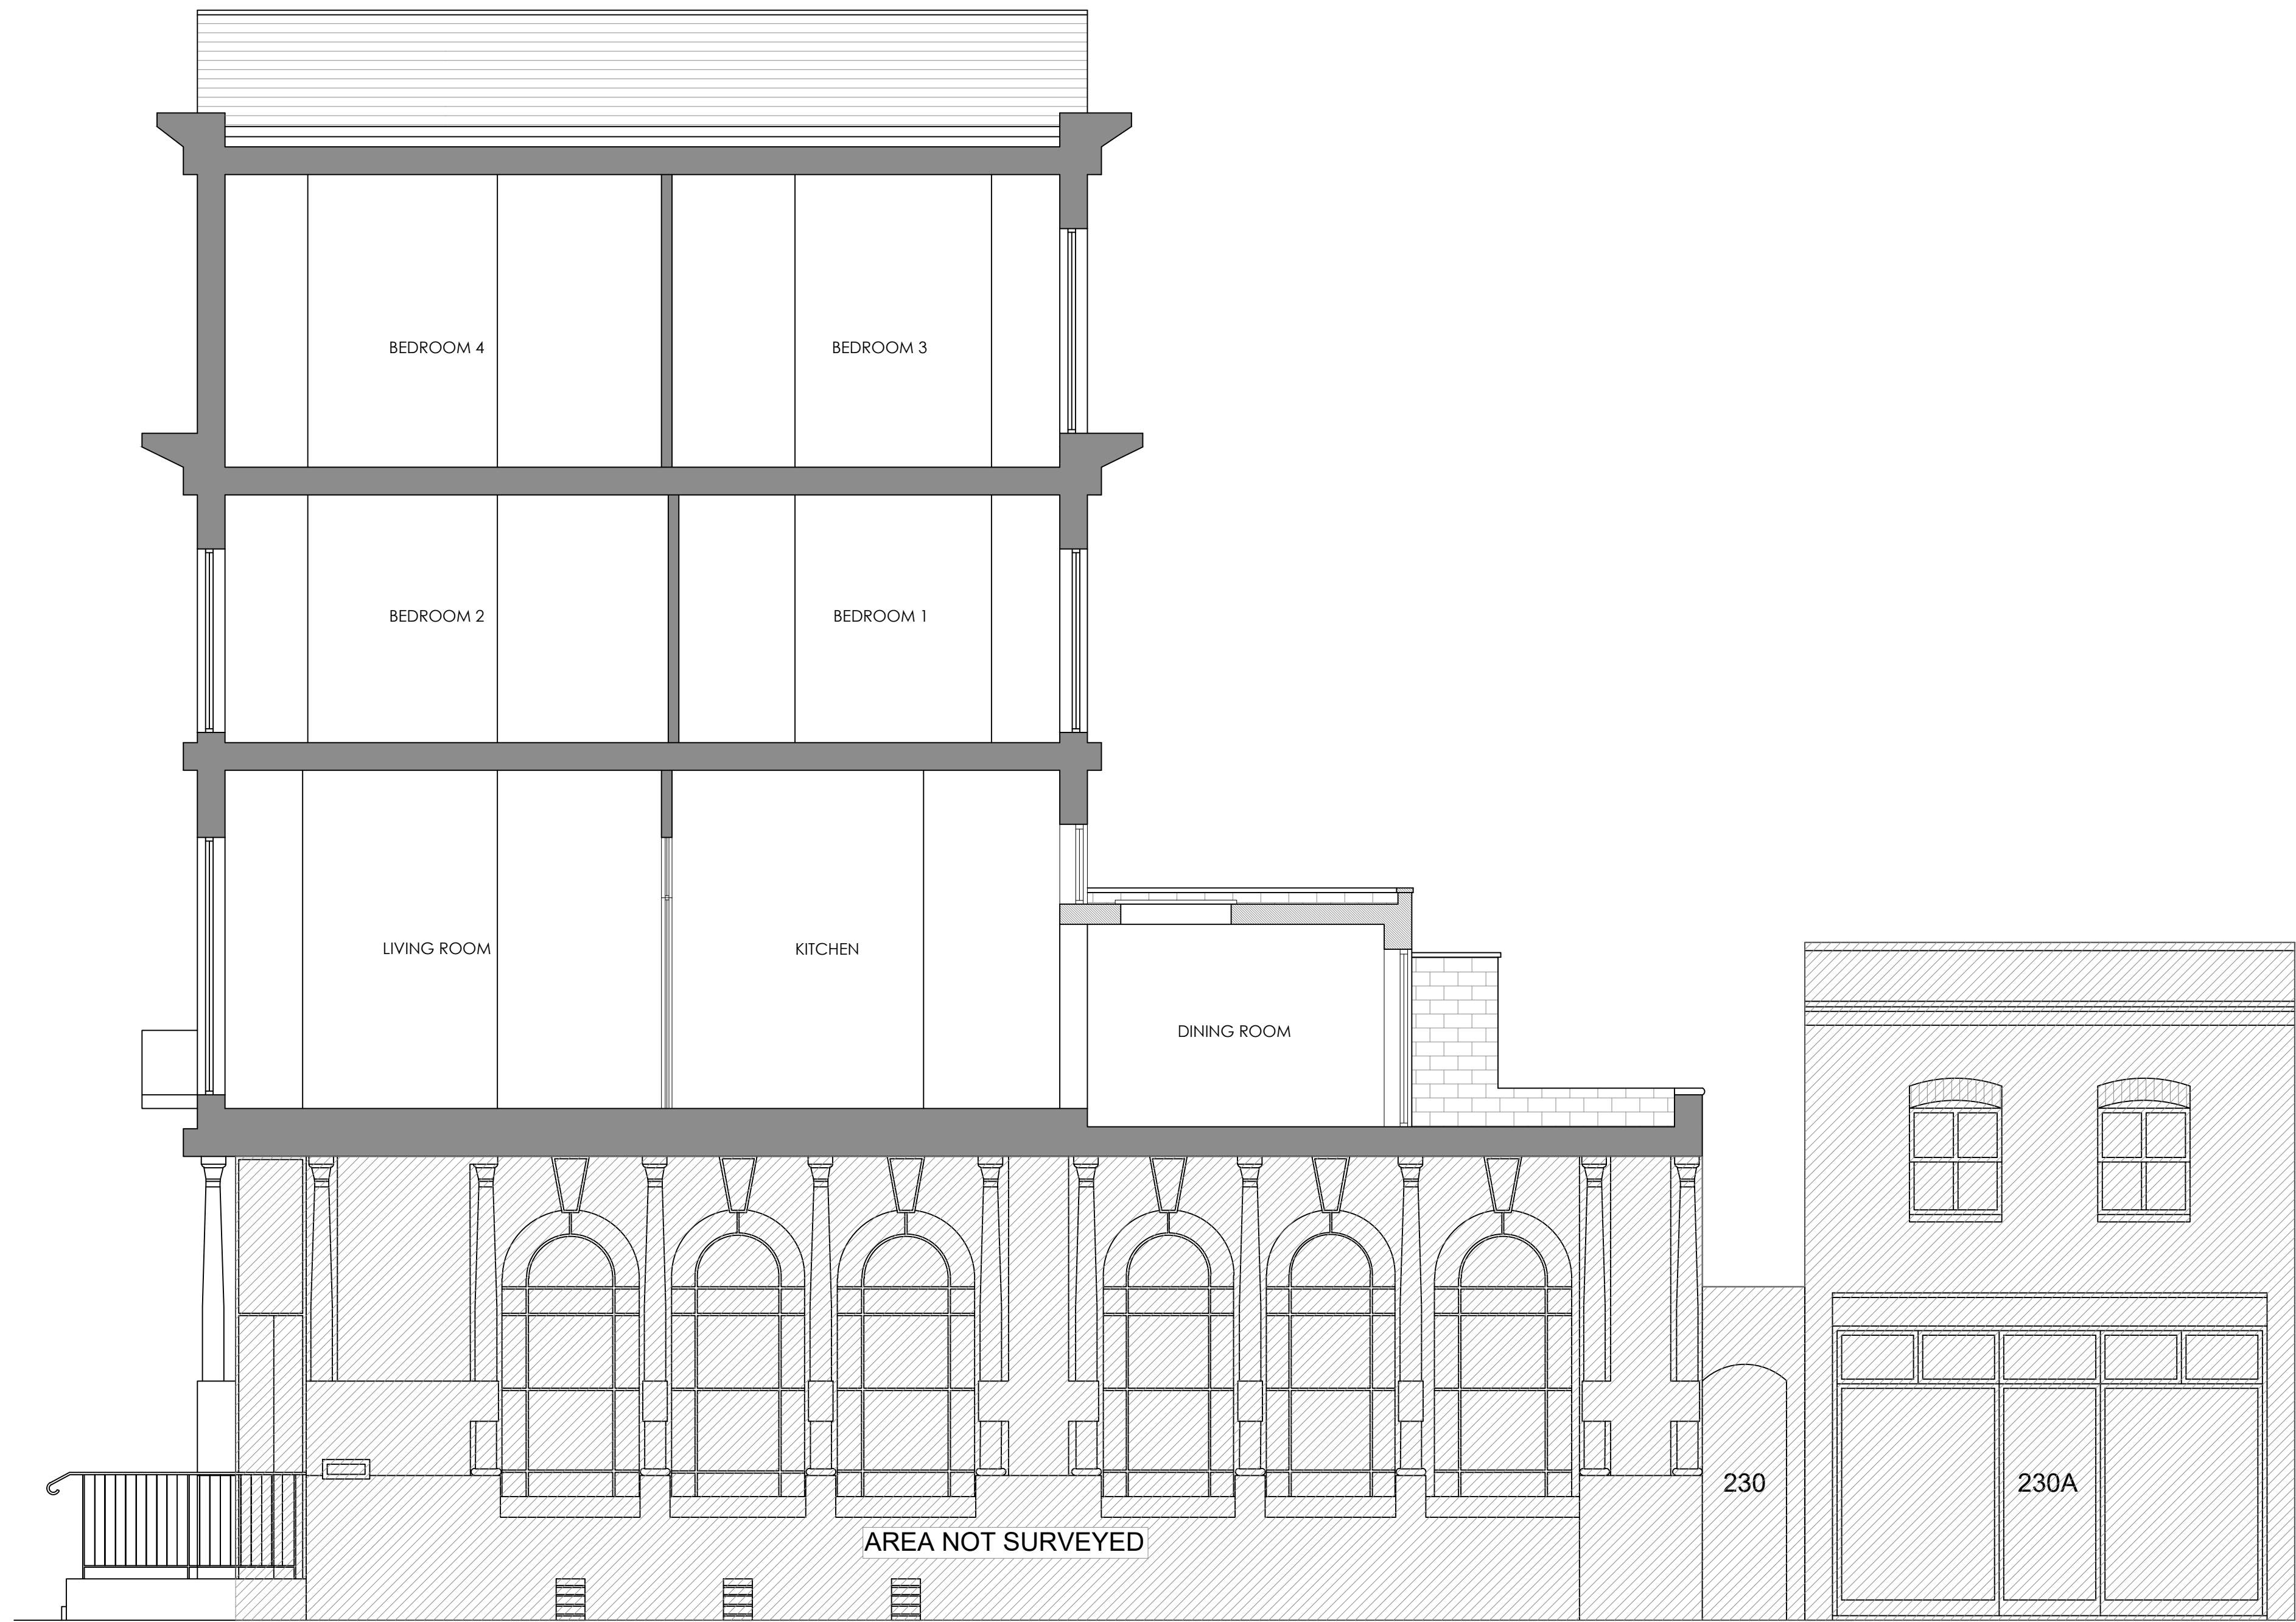 BEDROOM 4
BEDROOM 3
BEDROOM 2
BEDROOM 1
LIVING ROOM
KITCHEN
DINING ROOM
230
230A
AREA NOT SURVEYED